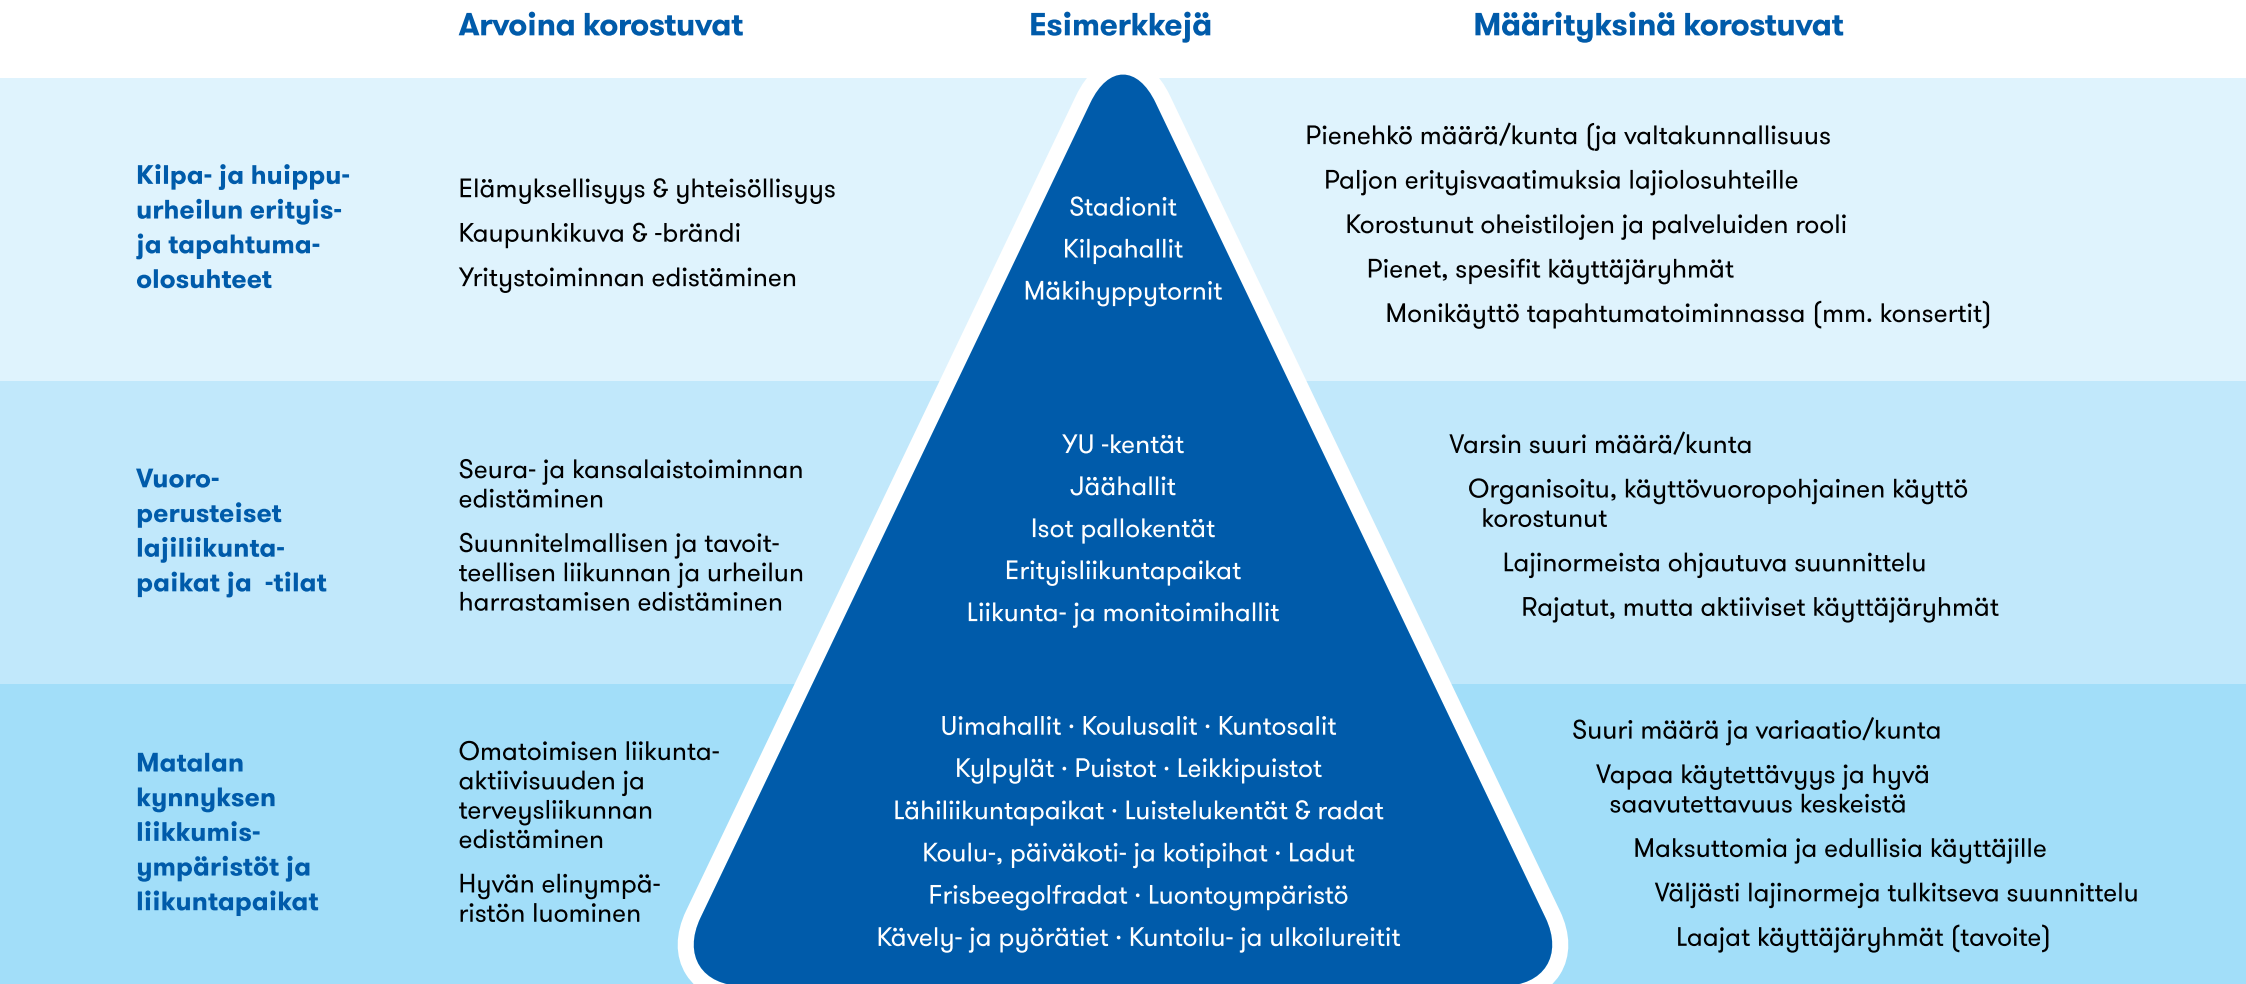 Arvoina korostuvat
Esimerkkejä
Määrityksinä korostuvat
Kilpa- ja huippu-
urheilun erityis-
ja tapahtuma-
olosuhteet
Elämyksellisyys & yhteisöllisyys
Kaupunkikuva & -brändi
Yritystoiminnan edistäminen
Stadionit
Kilpahallit
Mäkihyppytornit
Pienehkö määrä/kunta (ja valtakunnallisuus
Paljon erityisvaatimuksia lajiolosuhteille
Korostunut oheistilojen ja palveluiden rooli
Pienet, spesifit käyttäjäryhmät
Monikäyttö tapahtumatoiminnassa (mm. konsertit)
Vuoro-
perusteiset
lajiliikunta-
paikat ja -tilat
Seura- ja kansalaistoiminnan
edistäminen
Suunnitelmallisen ja tavoit-
teellisen liikunnan ja urheilun
harrastamisen edistäminen
YU -kentät
Jäähallit
Isot pallokentät
Erityisliikuntapaikat
Liikunta- ja monitoimihallit
Varsin suuri määrä/kunta
Organisoitu, käyttövuoropohjainen käyttö
korostunut
Lajinormeista ohjautuva suunnittelu
Rajatut, mutta aktiiviset käyttäjäryhmät
Matalan
kynnyksen
liikkumis-
ympäristöt ja
liikuntapaikat
Omatoimisen liikunta-
aktiivisuuden ja
terveysliikunnan
edistäminen
Hyvän elinympä-
ristön luominen
Uimahallit · Koulusalit · Kuntosalit
Kylpylät · Puistot · Leikkipuistot
Lähiliikuntapaikat · Luistelukentät & radat
Koulu-, päiväkoti- ja kotipihat · Ladut
Frisbeegolfradat · Luontoympäristö
Kävely- ja pyörätiet · Kuntoilu- ja ulkoilureitit
Suuri määrä ja variaatio/kunta
Vapaa käytettävyys ja hyvä
saavutettavuus keskeistä
Maksuttomia ja edullisia käyttäjille
Väljästi lajinormeja tulkitseva suunnittelu
Laajat käyttäjäryhmät (tavoite)